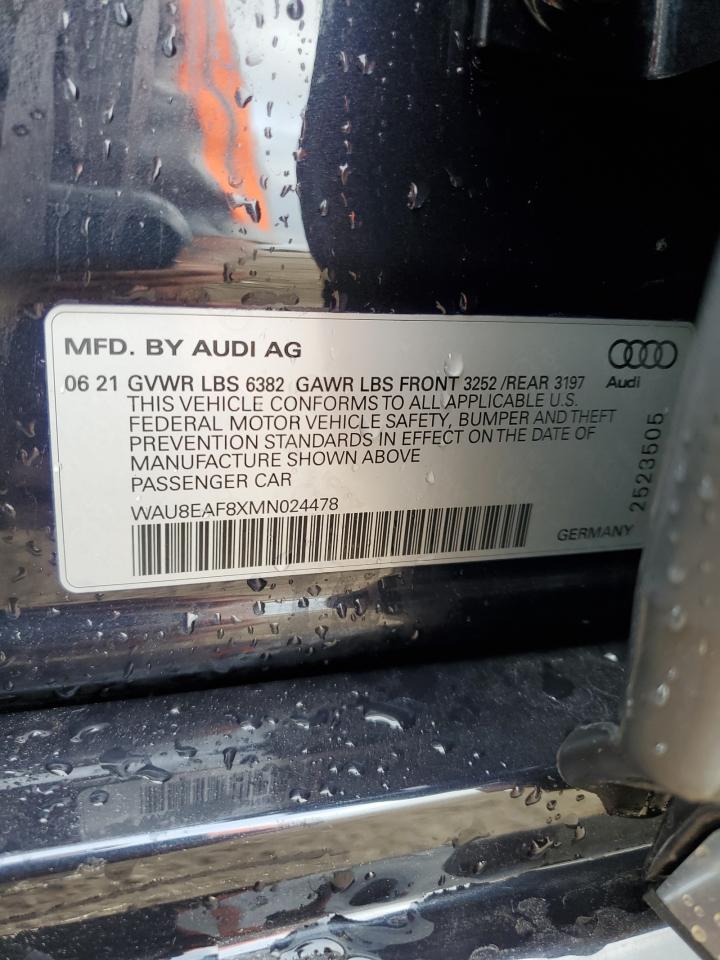 MFD. BY AUDI AG
Audi
06 21 GVWR LBS 6382 GAWR LBS FRONT 3252 /REAR 3197
THIS VEHICLE CONFORMS TO ALL APPLICABLE U.S.
FEDERAL MOTOR VEHICLE SAFETY, BUMPER AND THEFT
PREVENTION STANDARDS IN EFFECT ON THE DATE OF
MANUFACTURE SHOWN ABOVE
PASSENGER CAR
WAU8EAF8XMN024478
GERMANY
2523505